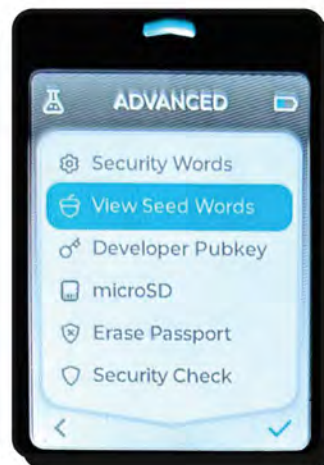 ADVANCED
Security Words
View Seed Words
Developer Pubkey
microSD
Erase Passport
Security Check